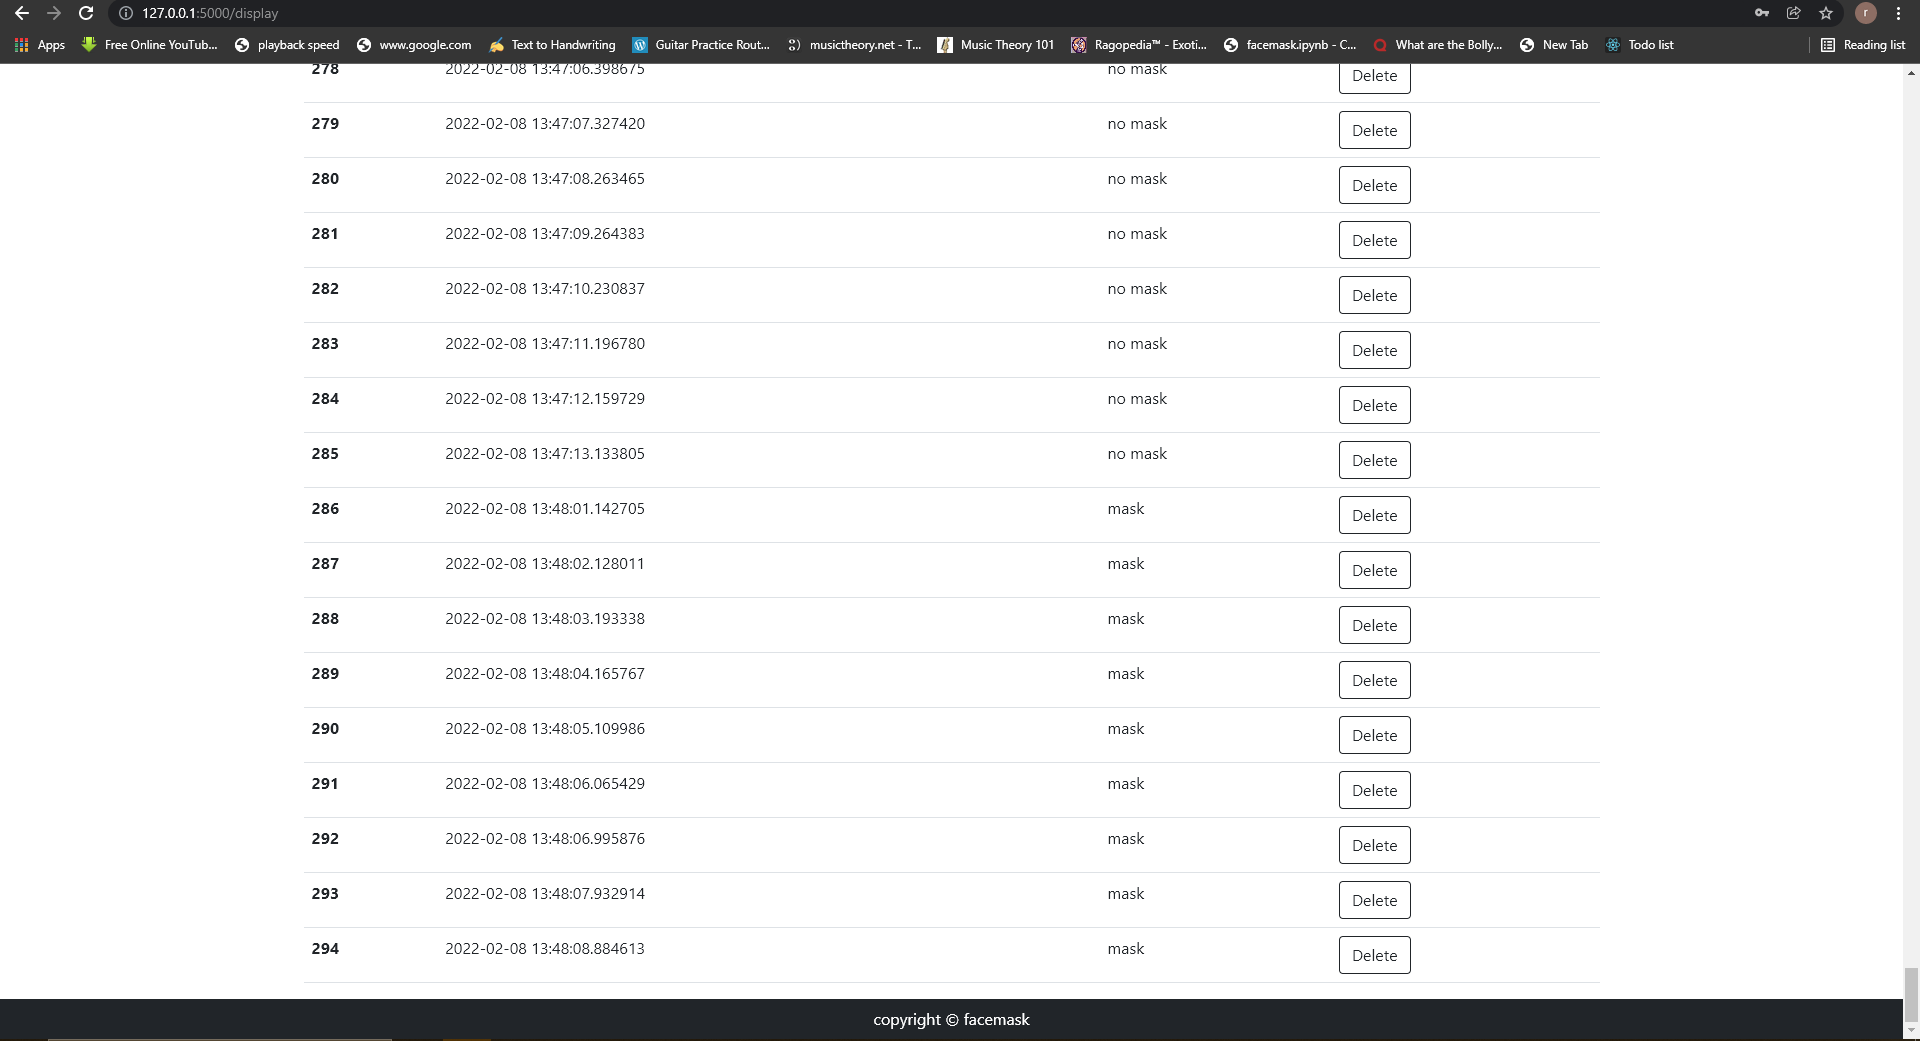 127.0.0.1:5000/display
Apps Free Online YouTub... playback speed www.google.com Text to Handwriting Guitar Practice Rout... musictheory.net - T... Music Theory 101 Ragopedia™ - Exoti... facemask.ipynb - C... What are the Bolly... New Tab Todo list Reading list
278 2022-02-08 13:47:06.398675 no mask Delete
279 2022-02-08 13:47:07.327420 no mask Delete
280 2022-02-08 13:47:08.263465 no mask Delete
281 2022-02-08 13:47:09.264383 no mask Delete
282 2022-02-08 13:47:10.230837 no mask Delete
283 2022-02-08 13:47:11.196780 no mask Delete
284 2022-02-08 13:47:12.159729 no mask Delete
285 2022-02-08 13:47:13.133805 no mask Delete
286 2022-02-08 13:48:01.142705 mask Delete
287 2022-02-08 13:48:02.128011 mask Delete
288 2022-02-08 13:48:03.193338 mask Delete
289 2022-02-08 13:48:04.165767 mask Delete
290 2022-02-08 13:48:05.109986 mask Delete
291 2022-02-08 13:48:06.065429 mask Delete
292 2022-02-08 13:48:06.995876 mask Delete
293 2022-02-08 13:48:07.932914 mask Delete
294 2022-02-08 13:48:08.884613 mask Delete
copyright © facemask